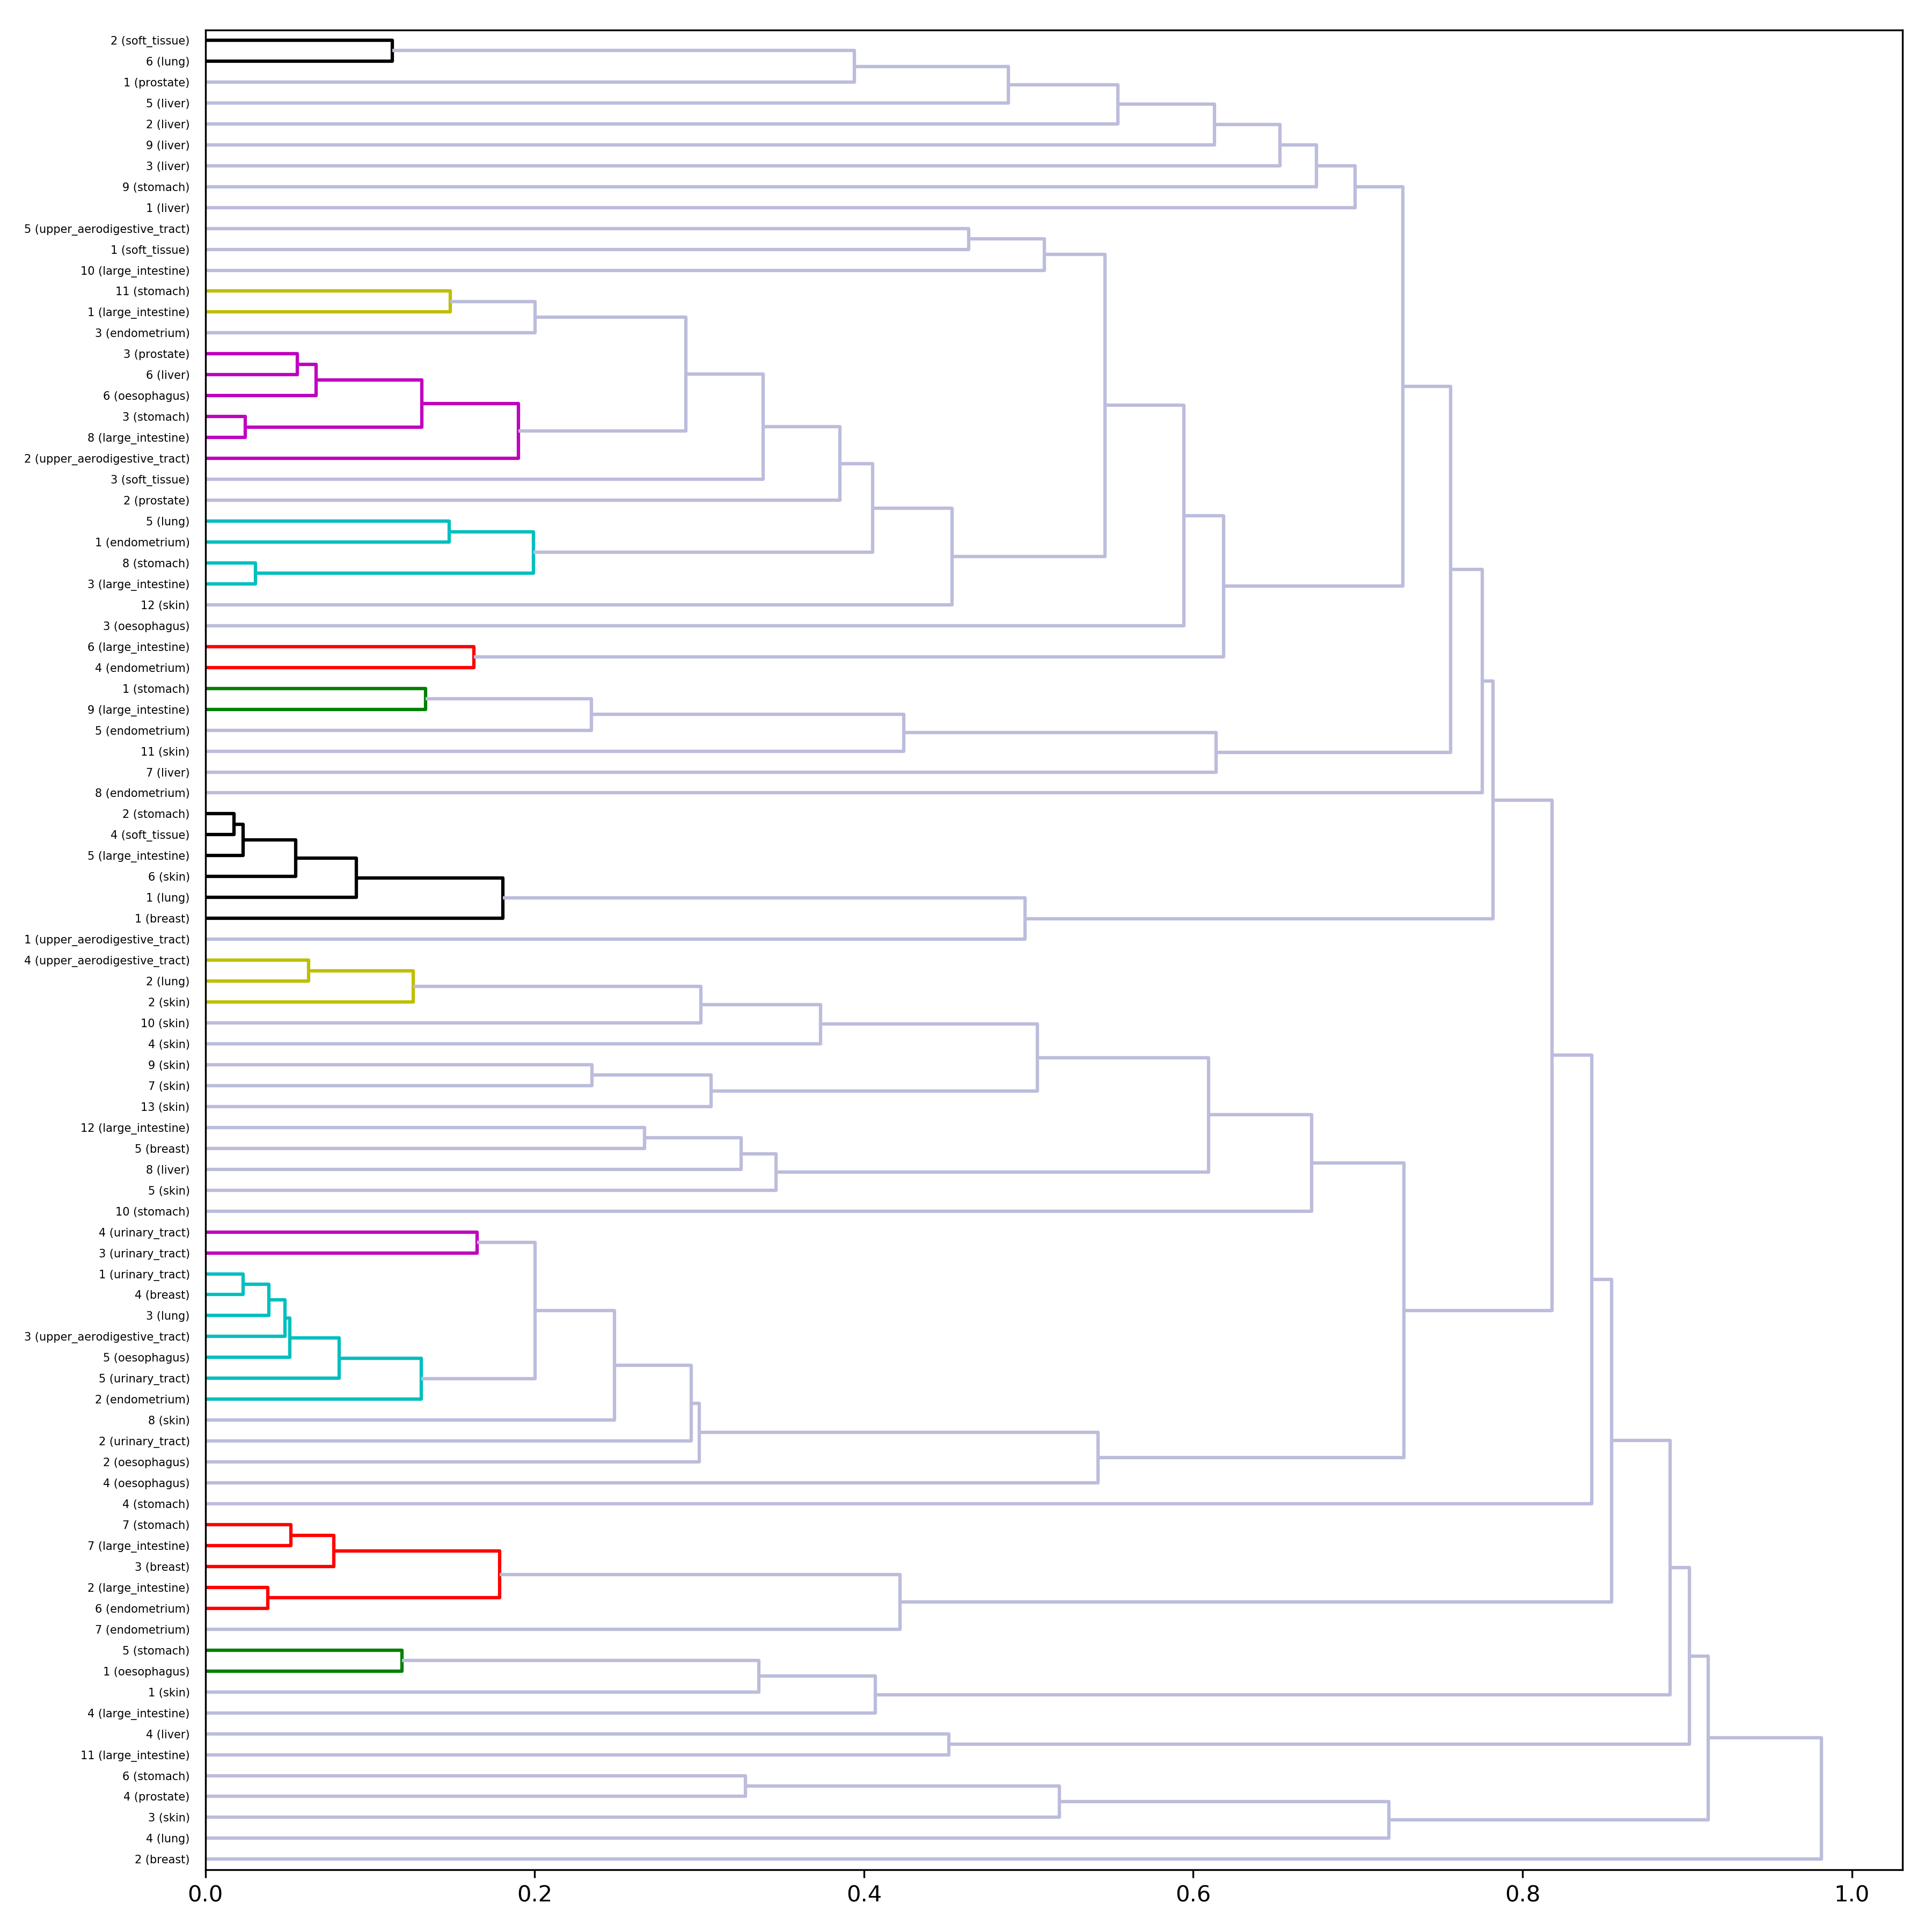 2 (soft_tissue)
6 (lung)
1 (prostate)
5 (liver)
2 (liver)
9 (liver)
3 (liver)
9 (stomach)
1 (liver)
5 (upper_aerodigestive_tract)
1 (soft_tissue)
10 (large_intestine)
11 (stomach)
1 (large_intestine)
3 (endometrium)
3 (prostate)
6 (liver)
6 (oesophagus)
3 (stomach)
8 (large_intestine)
2 (upper_aerodigestive_tract)
3 (soft_tissue)
2 (prostate)
5 (lung)
1 (endometrium)
8 (stomach)
3 (large_intestine)
12 (skin)
3 (oesophagus)
6 (large_intestine)
4 (endometrium)
1 (stomach)
9 (large_intestine)
5 (endometrium)
11 (skin)
7 (liver)
8 (endometrium)
2 (stomach)
4 (soft_tissue)
5 (large_intestine)
6 (skin)
1 (lung)
1 (breast)
1 (upper_aerodigestive_tract)
4 (upper_aerodigestive_tract)
2 (lung)
2 (skin)
10 (skin)
4 (skin)
9 (skin)
7 (skin)
13 (skin)
12 (large_intestine)
5 (breast)
8 (liver)
5 (skin)
10 (stomach)
4 (urinary_tract)
3 (urinary_tract)
1 (urinary_tract)
4 (breast)
3 (lung)
3 (upper_aerodigestive_tract)
5 (oesophagus)
5 (urinary_tract)
2 (endometrium)
8 (skin)
2 (urinary_tract)
2 (oesophagus)
4 (oesophagus)
4 (stomach)
7 (stomach)
7 (large_intestine)
3 (breast)
2 (large_intestine)
6 (endometrium)
7 (endometrium)
5 (stomach)
1 (oesophagus)
1 (skin)
4 (large_intestine)
4 (liver)
11 (large_intestine)
6 (stomach)
4 (prostate)
3 (skin)
4 (lung)
2 (breast)
0.0 0.2 0.4 0.6 0.8 1.0